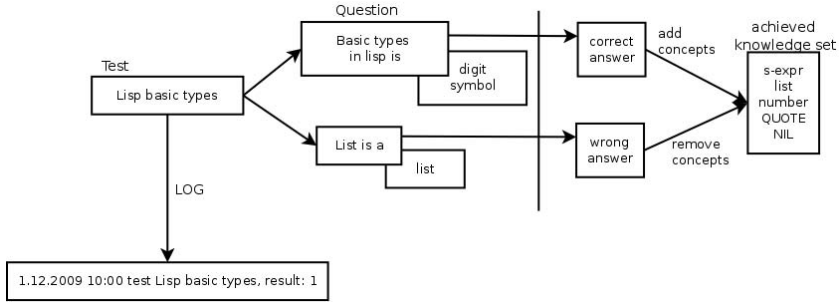 Question
Basic types
in lisp is
digit
symbol
Test
Lisp basic types
List is a
list
LOG
correct
answer
add
concepts
wrong
answer
remove
concepts
achieved
knowledge set
s-expr
list
number
QUOTE
NIL
1.12.2009 10:00 test Lisp basic types, result: 1